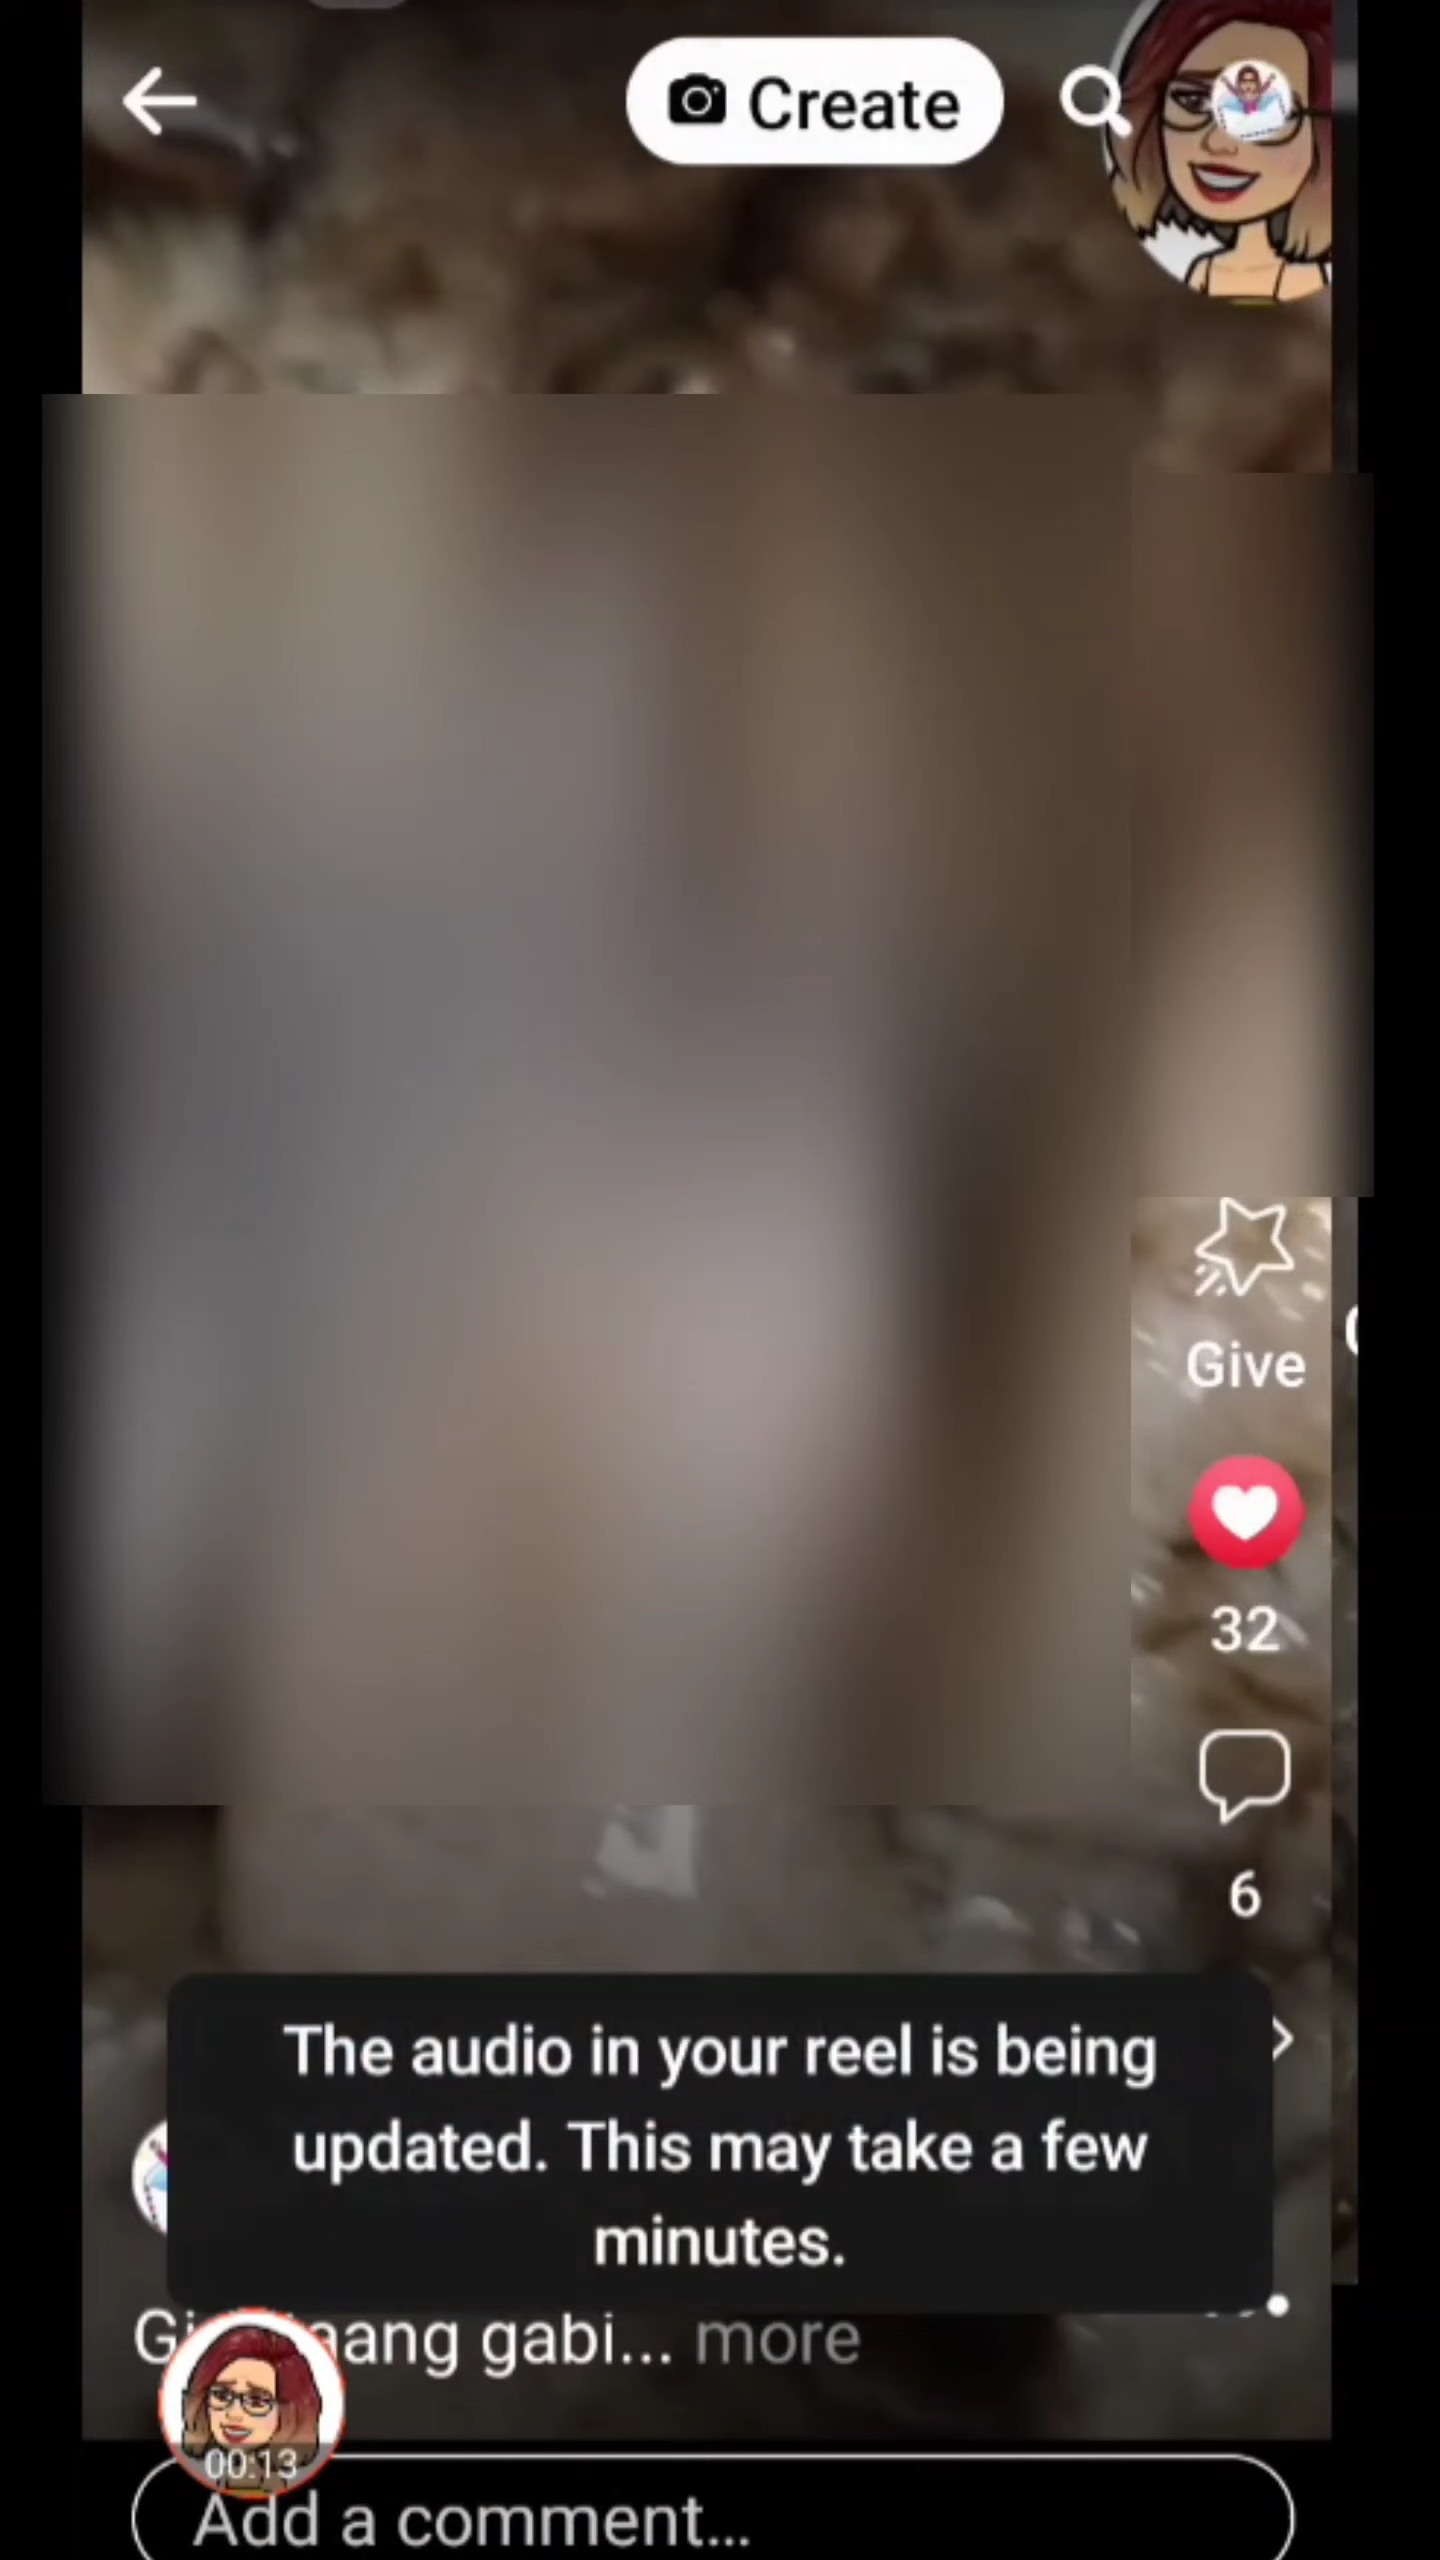 Create
Give
32
6
The audio in your reel is being
updated. This may take a few
minutes.
gabi... more
00:13
Add a comment...